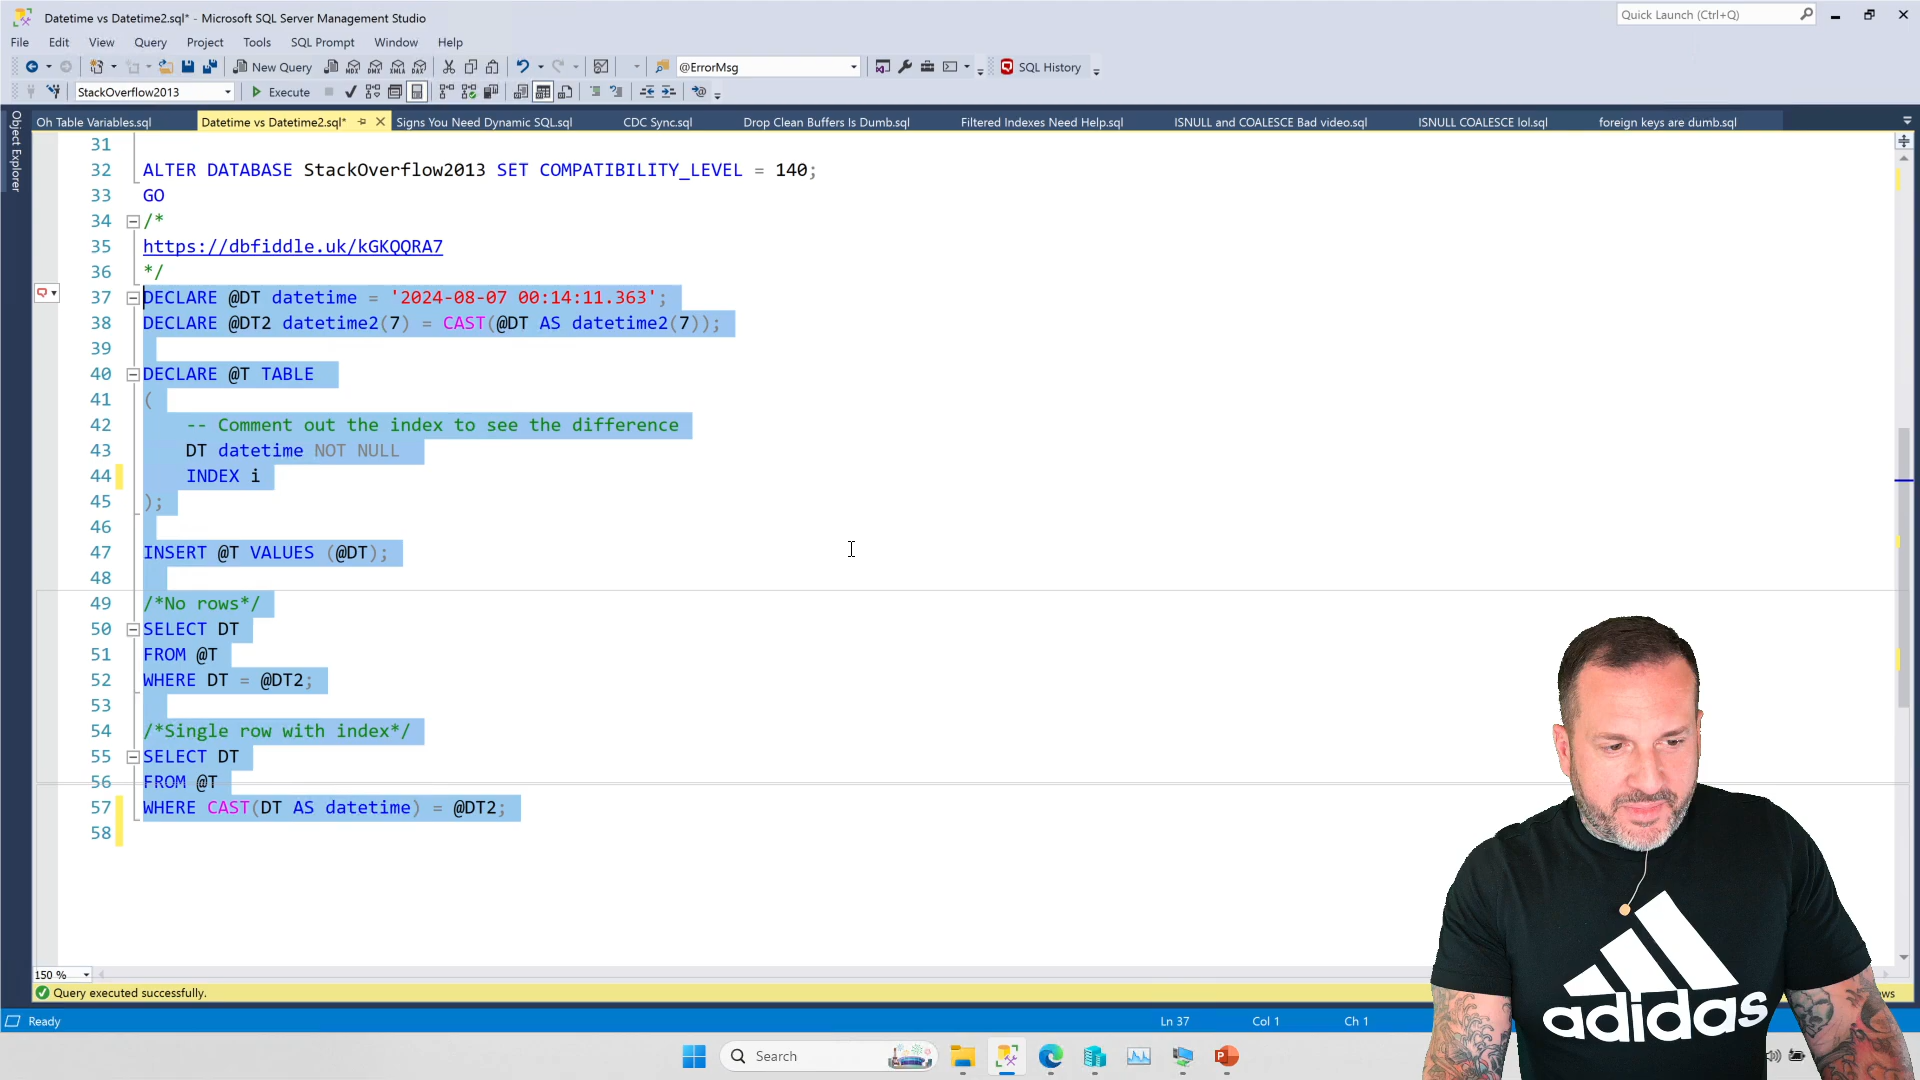 Datetime vs Datetime2.sql* - Microsoft SQL Server Management Studio
Quick Launch (Ctrl+Q)
File Edit View Query Project Tools SQL Prompt Window Help
New Query MDX DMX XMLA DAX @ErrorMsg SQL History
StackOverflow2013 Execute
Object Explorer
Oh Table Variables.sql Datetime vs Datetime2.sql* Signs You Need Dynamic SQL.sql CDC Sync.sql Drop Clean Buffers Is Dumb.sql Filtered Indexes Need Help.sql ISNULL and COALESCE Bad video.sql ISNULL COALESCE lol.sql foreign keys are dumb.sql
31
32 ALTER DATABASE StackOverflow2013 SET COMPATIBILITY_LEVEL = 140;
33 GO
34 /*
35 https://dbfiddle.uk/kGKQQRA7
36 */
37 DECLARE @DT datetime = '2024-08-07 00:14:11.363';
38 DECLARE @DT2 datetime2(7) = CAST(@DT AS datetime2(7));
39
40 DECLARE @T TABLE
41 (
42 -- Comment out the index to see the difference
43 DT datetime NOT NULL
44 INDEX i
45 );
46
47 INSERT @T VALUES (@DT);
48
49 /*No rows*/
50 SELECT DT
51 FROM @T
52 WHERE DT = @DT2;
53
54 /*Single row with index*/
55 SELECT DT
56 FROM @T
57 WHERE CAST(DT AS datetime) = @DT2;
58
150 %
Query executed successfully.
Ready Ln 37 Col 1 Ch 1
Search
adidas